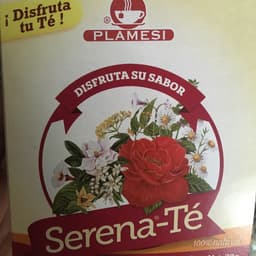 ¡ Disfruta
tu Té !
PLAMESI
DISFRUTA SU SABOR
Serena-Té
100% natural